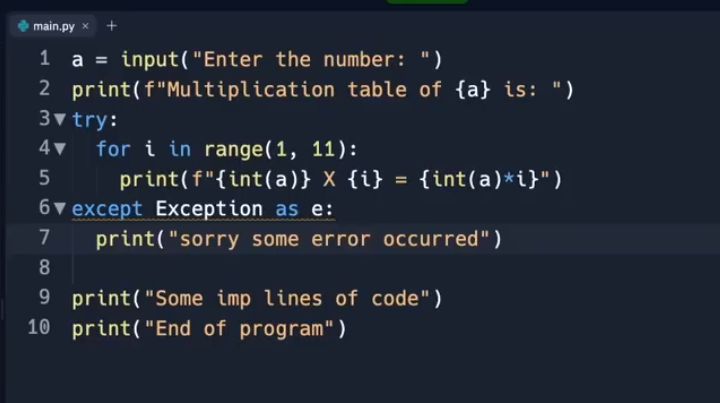 main.py × +
1 a = input("Enter the number: ")
2 print(f"Multiplication table of {a} is: ")
3 try:
4   for i in range(1, 11):
5     print(f"{int(a)} X {i} = {int(a)*i}")
6 except Exception as e:
7   print("sorry some error occurred")
8
9 print("Some imp lines of code")
10 print("End of program")